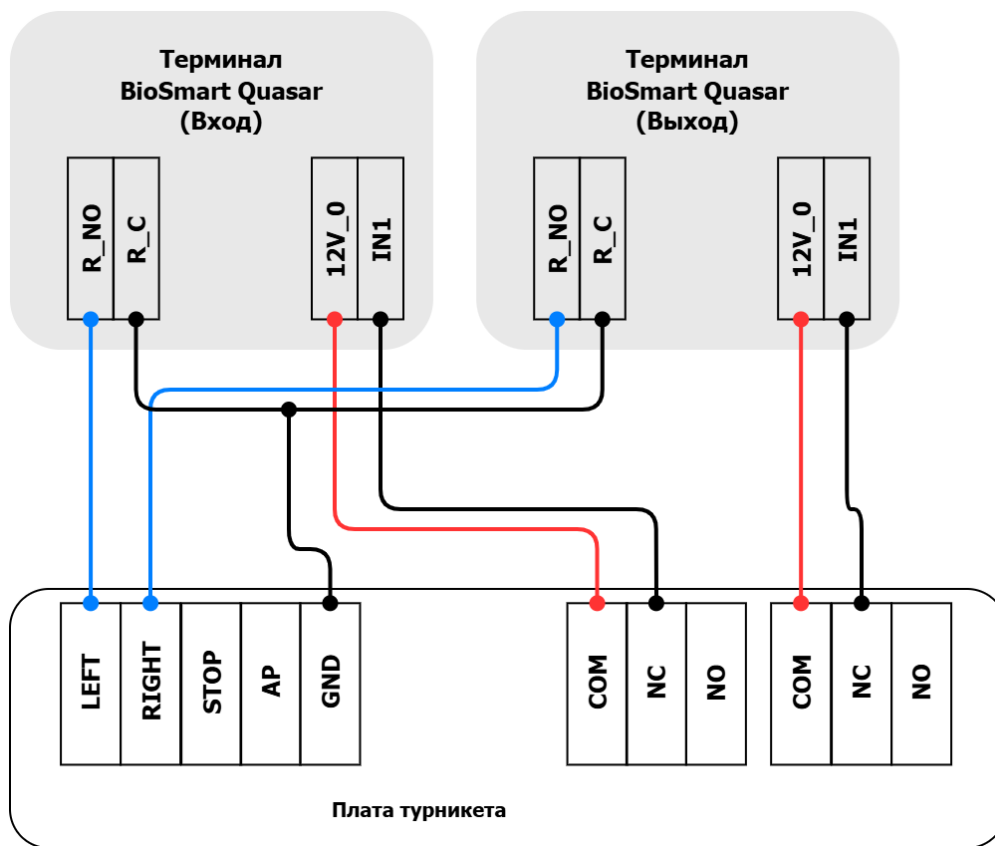 Терминал
BioSmart Quasar
(Вход)
Терминал
BioSmart Quasar
(Выход)
R_NO
R_C
12V_0
IN1
R_NO
R_C
12V_0
IN1
LEFT
RIGHT
STOP
AP
GND
COM
NC
NO
COM
NC
NO
Плата турникета